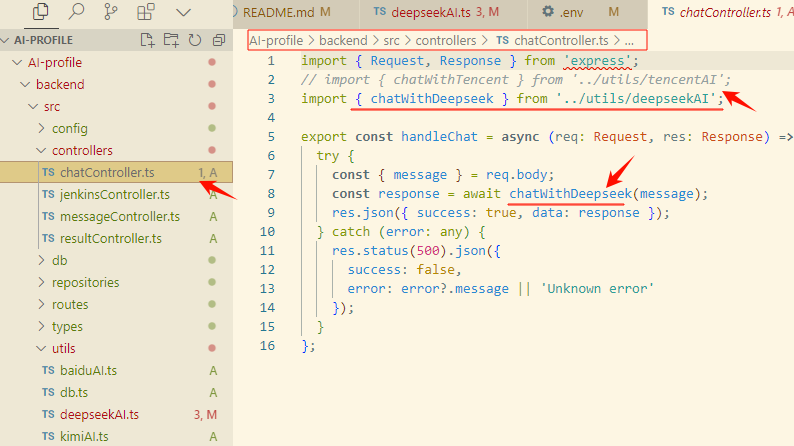 README.md M
TS deepseekAI.ts 3, M
.env M
TS chatController.ts 1, A
AI-PROFILE
AI-profile
backend
src
config
controllers
TS chatController.ts 1, A
TS jenkinsController.ts A
TS messageController.ts A
TS resultController.ts A
db
repositories
routes
types
utils
TS baiduAI.ts A
TS db.ts A
TS deepseekAI.ts 3, M
TS kimiAI.ts A
AI-profile > backend > src > controllers > TS chatController.ts > ...
1 import { Request, Response } from 'express';
2 // import { chatWithTencent } from '../utils/tencentAI';
3 import { chatWithDeepseek } from '../utils/deepseekAI';
4
5 export const handleChat = async (req: Request, res: Response) =>
6 try {
7 const { message } = req.body;
8 const response = await chatWithDeepseek(message);
9 res.json({ success: true, data: response });
10 } catch (error: any) {
11 res.status(500).json({
12 success: false,
13 error: error?.message || 'Unknown error'
14 });
15 }
16 };